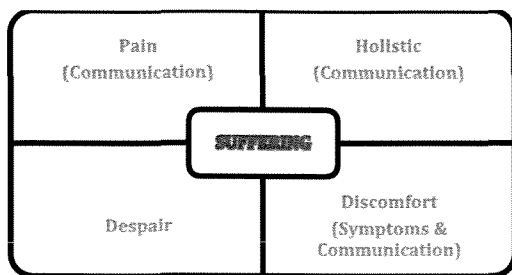 Pain
(Communication)
Holistic
(Communication)
SUFFERING
Despair
Discomfort
(Symptoms &
Communication)